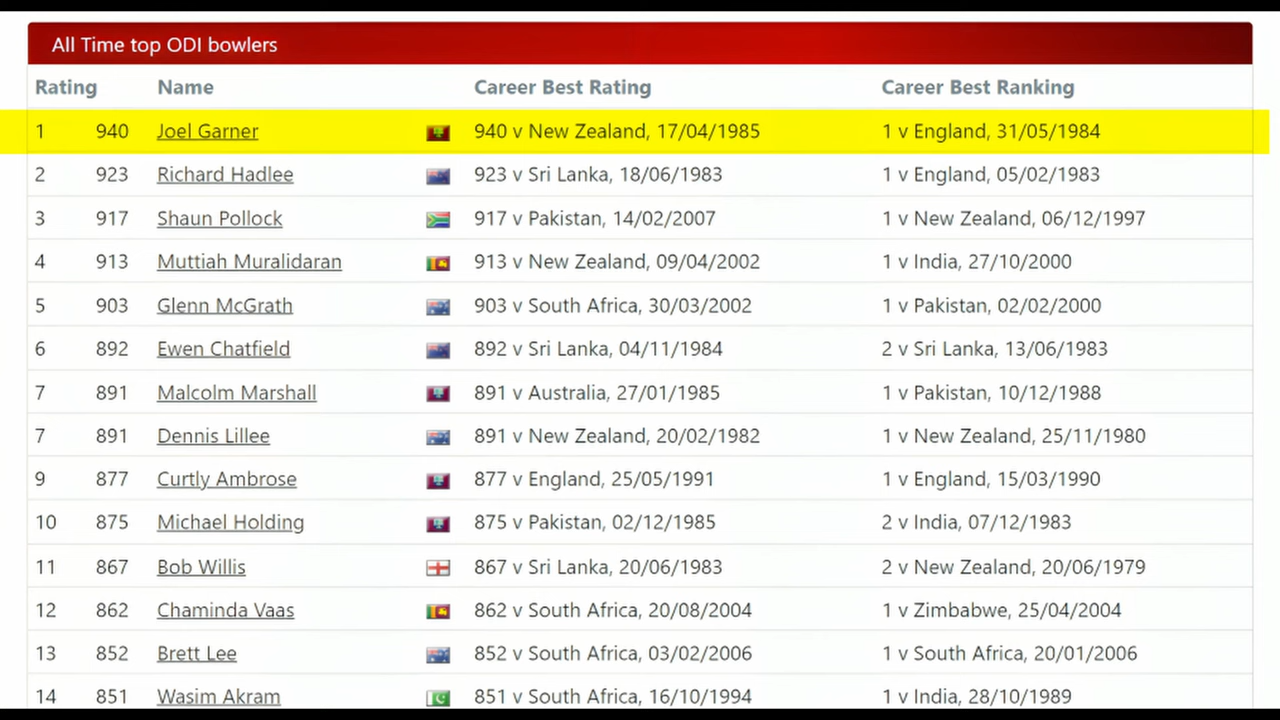 All Time top ODI bowlers
Rating Name Career Best Rating Career Best Ranking
1 940 Joel Garner 940 v New Zealand, 17/04/1985 1 v England, 31/05/1984
2 923 Richard Hadlee 923 v Sri Lanka, 18/06/1983 1 v England, 05/02/1983
3 917 Shaun Pollock 917 v Pakistan, 14/02/2007 1 v New Zealand, 06/12/1997
4 913 Muttiah Muralidaran 913 v New Zealand, 09/04/2002 1 v India, 27/10/2000
5 903 Glenn McGrath 903 v South Africa, 30/03/2002 1 v Pakistan, 02/02/2000
6 892 Ewen Chatfield 892 v Sri Lanka, 04/11/1984 2 v Sri Lanka, 13/06/1983
7 891 Malcolm Marshall 891 v Australia, 27/01/1985 1 v Pakistan, 10/12/1988
7 891 Dennis Lillee 891 v New Zealand, 20/02/1982 1 v New Zealand, 25/11/1980
9 877 Curtly Ambrose 877 v England, 25/05/1991 1 v England, 15/03/1990
10 875 Michael Holding 875 v Pakistan, 02/12/1985 2 v India, 07/12/1983
11 867 Bob Willis 867 v Sri Lanka, 20/06/1983 2 v New Zealand, 20/06/1979
12 862 Chaminda Vaas 862 v South Africa, 20/08/2004 1 v Zimbabwe, 25/04/2004
13 852 Brett Lee 852 v South Africa, 03/02/2006 1 v South Africa, 20/01/2006
14 851 Wasim Akram 851 v South Africa, 16/10/1994 1 v India, 28/10/1989